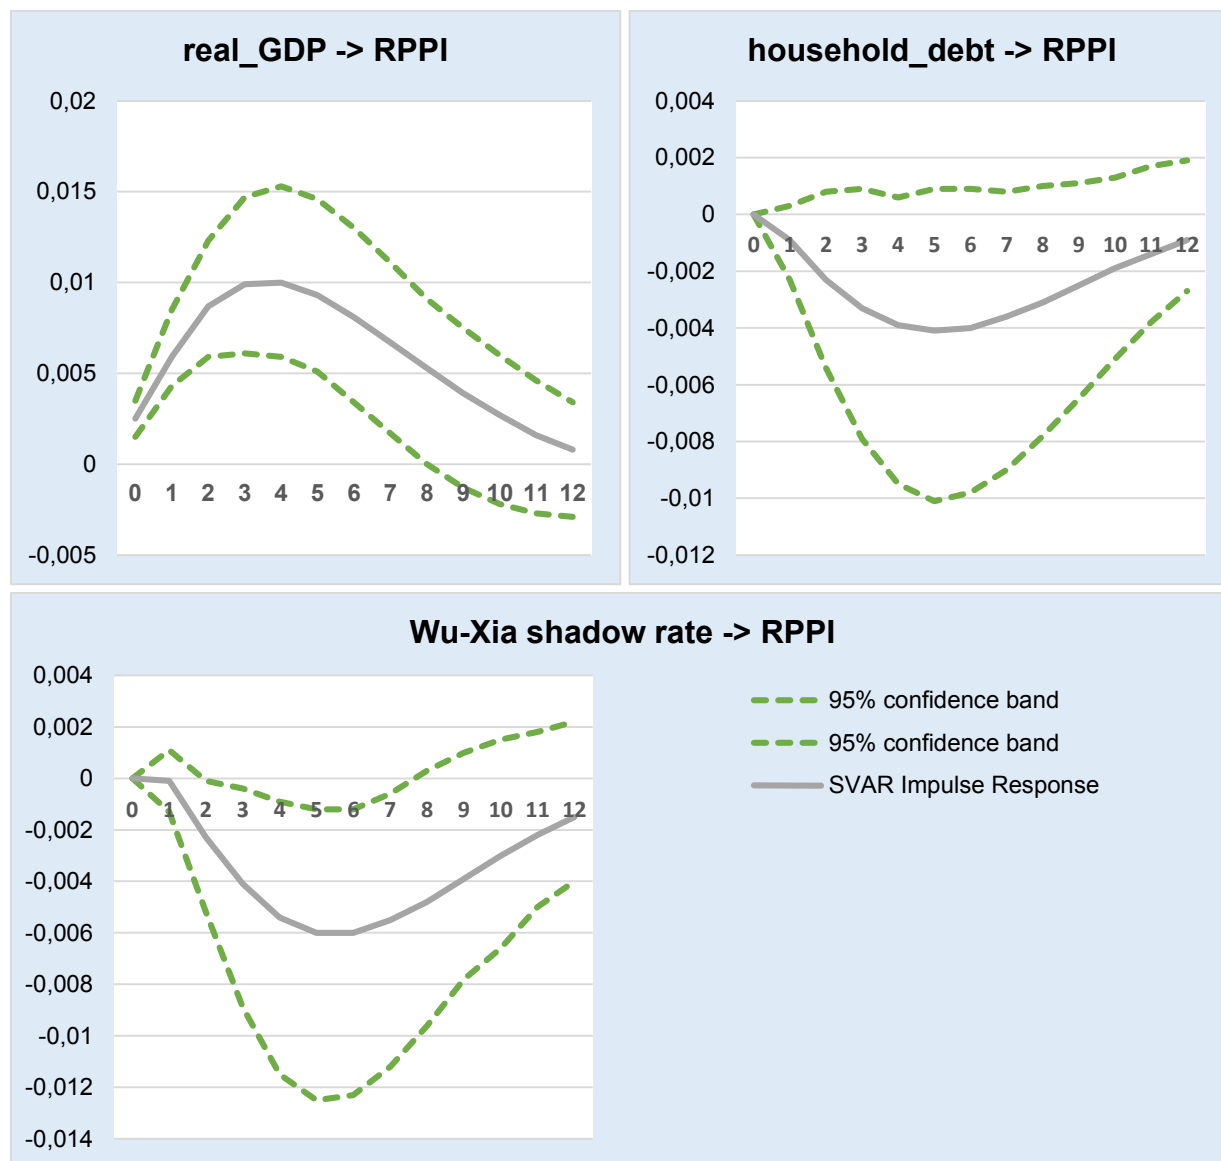 real_GDP -> RPPI
0,02
0,015
0,01
0,005
0
-0,005
0 1 2 3 4 5 6 7 8 9 10 11 12
household_debt -> RPPI
0,004
0,002
0
-0,002
-0,004
-0,006
-0,008
-0,01
-0,012
0 1 2 3 4 5 6 7 8 9 10 11 12
Wu-Xia shadow rate -> RPPI
0,004
0,002
0
-0,002
-0,004
-0,006
-0,008
-0,01
-0,012
-0,014
0 1 2 3 4 5 6 7 8 9 10 11 12
95% confidence band
95% confidence band
SVAR Impulse Response